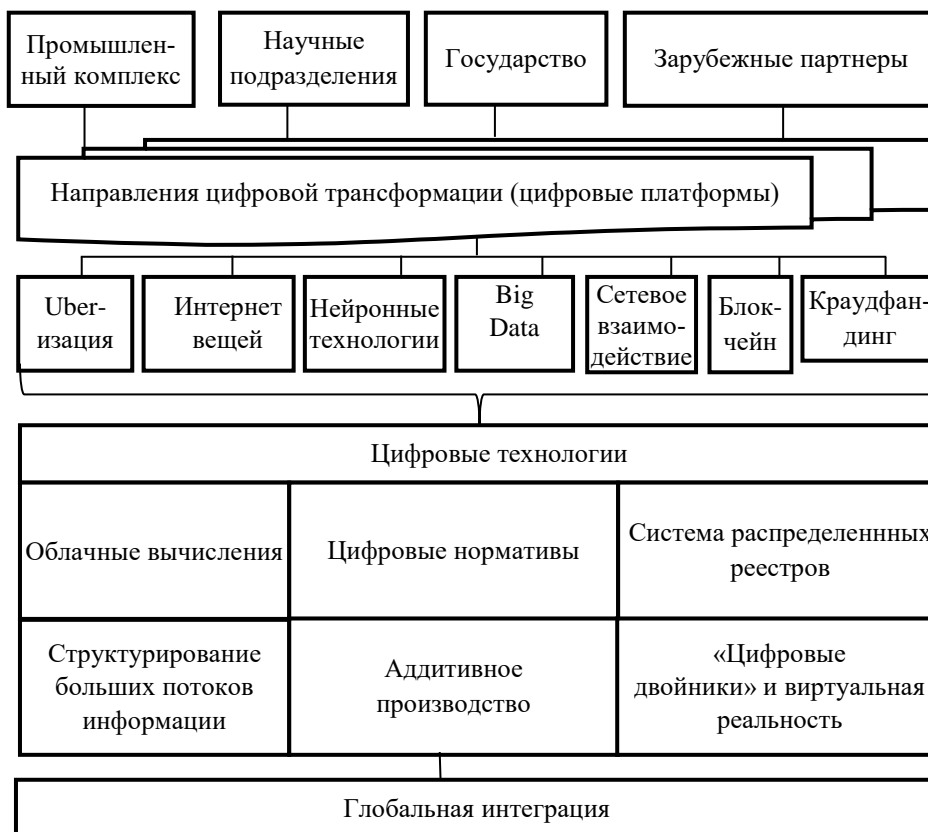 Промышлен-
ный комплекс
Научные
подразделения
Государство
Зарубежные партнеры
Направления цифровой трансформации (цифровые платформы)
Uber-
изация
Интернет
вещей
Нейронные
технологии
Big
Data
Сетевое
взаимо-
действие
Блок-
чейн
Краудфан-
динг
Цифровые технологии
Облачные вычисления
Цифровые нормативы
Система распределеннных
реестров
Структурирование
больших потоков
информации
Аддитивное
производство
«Цифровые
двойники» и виртуальная
реальность
Глобальная интеграция